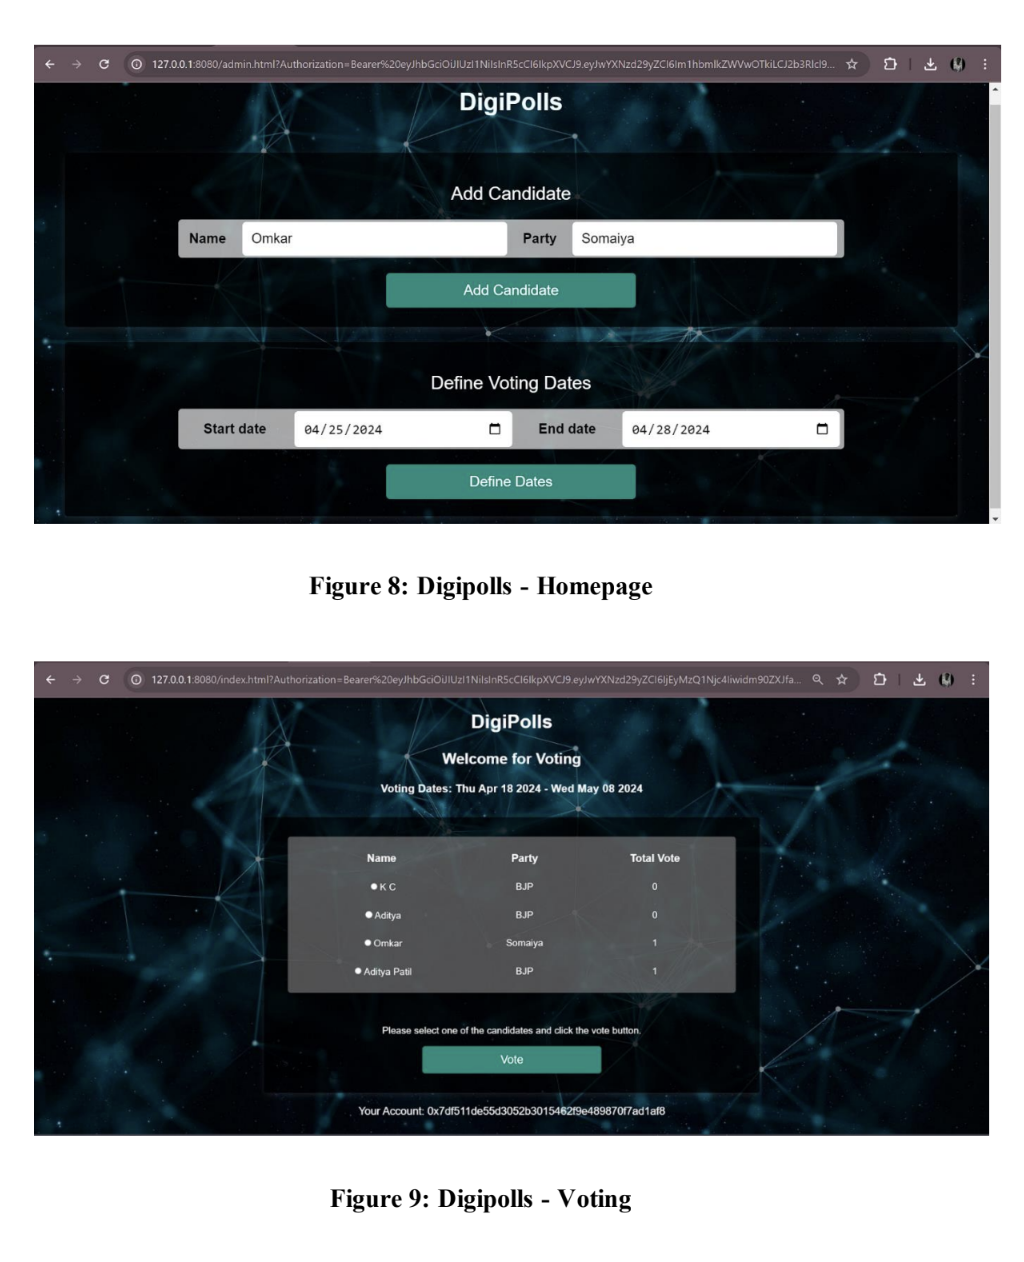 127.0.0.1:8080/admin.html?Authorization=Bearer%20
DigiPolls
Add Candidate
Name Omkar Party Somaiya
Add Candidate
Define Voting Dates
Start date 04/25/2024 End date 04/28/2024
Define Dates
Figure 8: Digipolls - Homepage
127.0.0.1:8080/index.html?Authorization=Bearer%20
DigiPolls
Welcome for Voting
Voting Dates: Thu Apr 18 2024 - Wed May 08 2024
Name Party Total Vote
K C BJP 0
Aditya BJP 0
Omkar Somaiya 1
Aditya Patil BJP 1
Please select one of the candidates and click the vote button.
Vote
Your Account: 0x7df511de55d3052b3015462f9e489870f7ad1af8
Figure 9: Digipolls - Voting